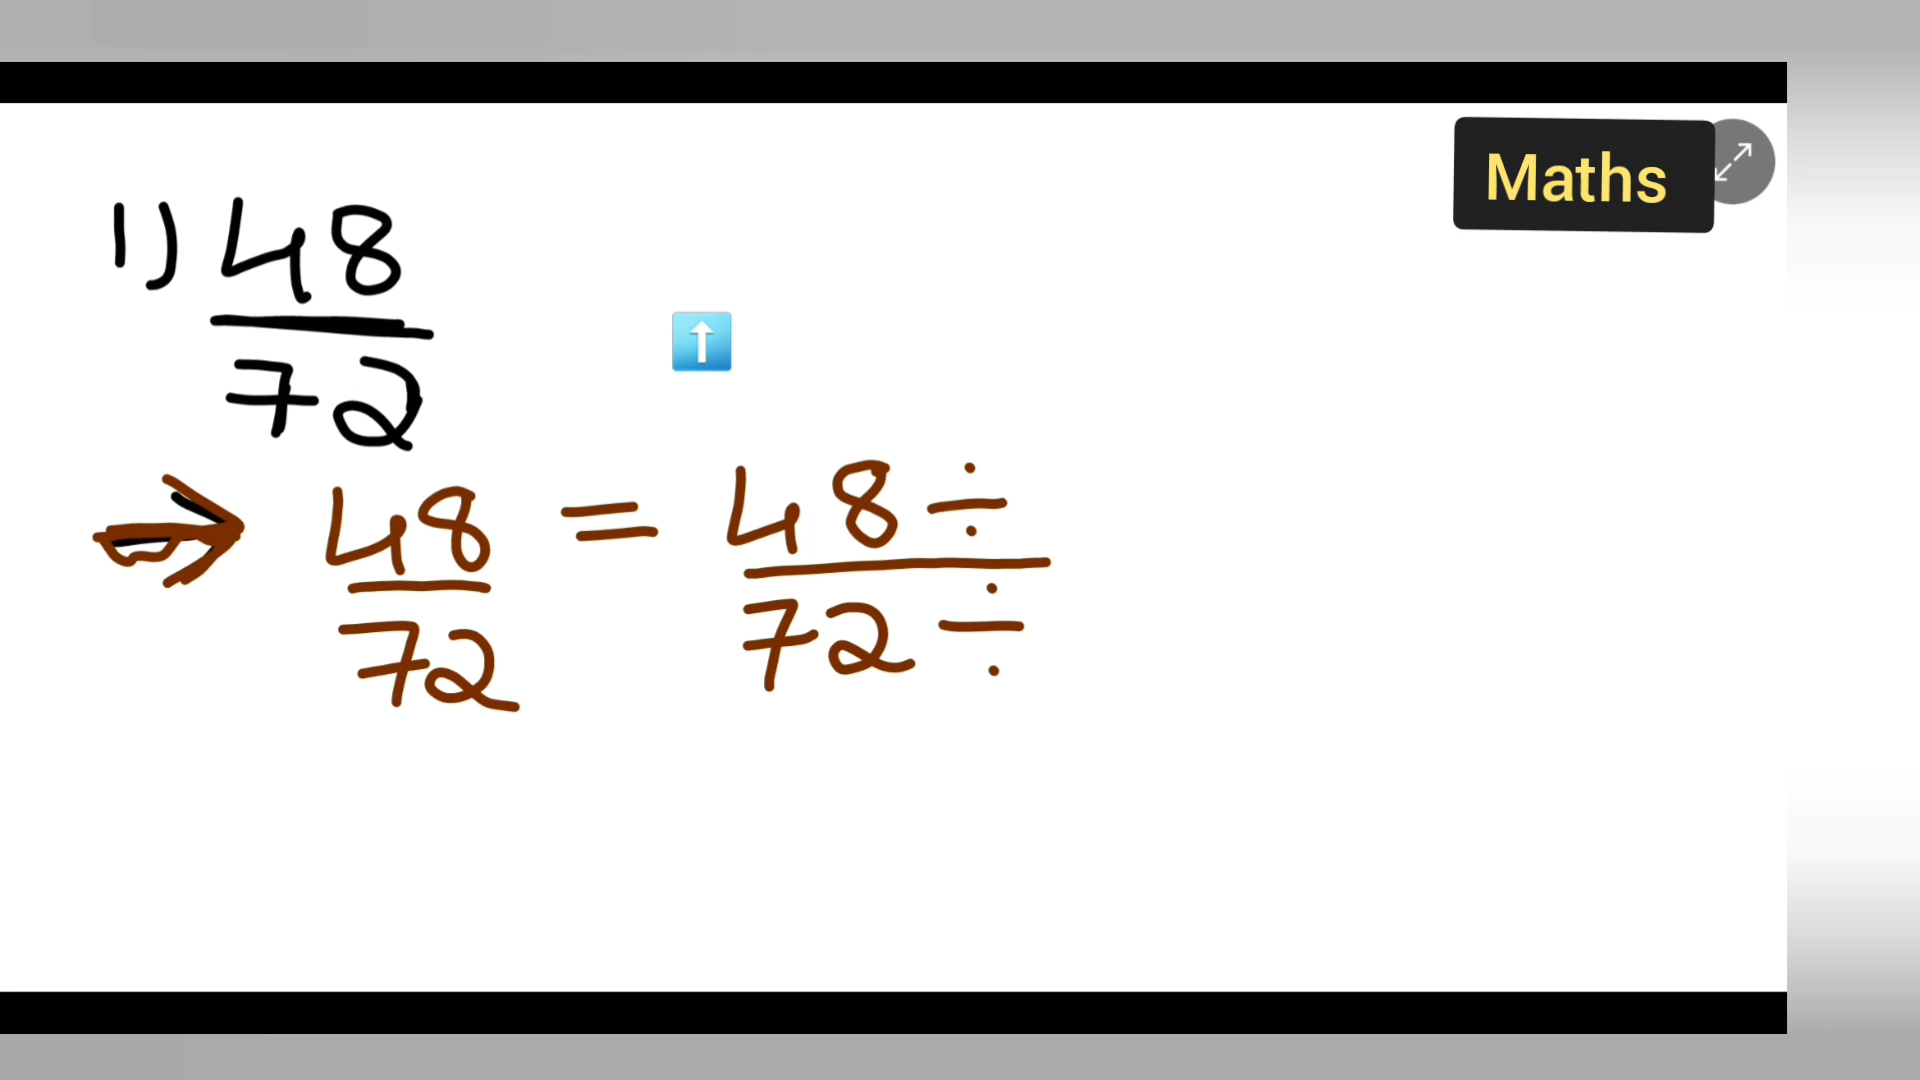 Maths
1) 48
72
⇒ 48 = 48÷
72 72÷